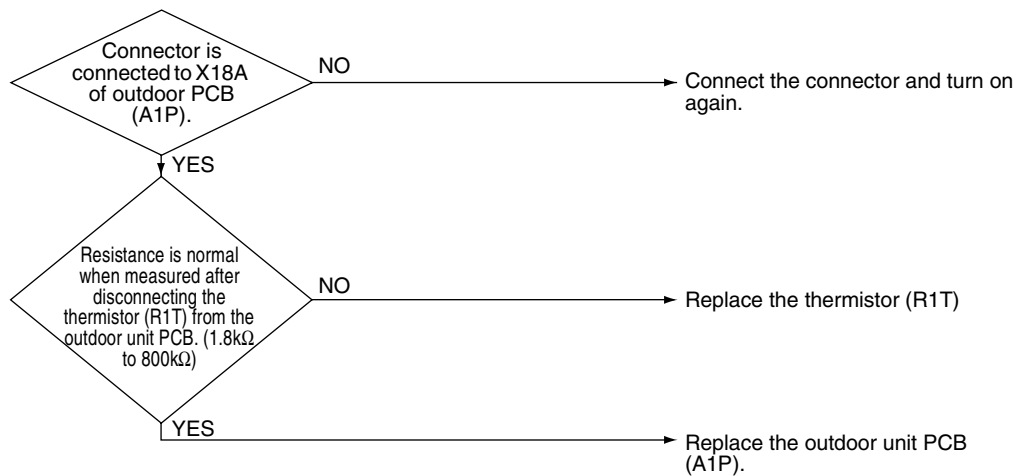 Connector is
connected to X18A
of outdoor PCB
(A1P).
NO
Connect the connector and turn on
again.
YES
Resistance is normal
when measured after
disconnecting the
thermistor (R1T) from the
outdoor unit PCB. (1.8kΩ
to 800kΩ)
NO
Replace the thermistor (R1T)
YES
Replace the outdoor unit PCB
(A1P).